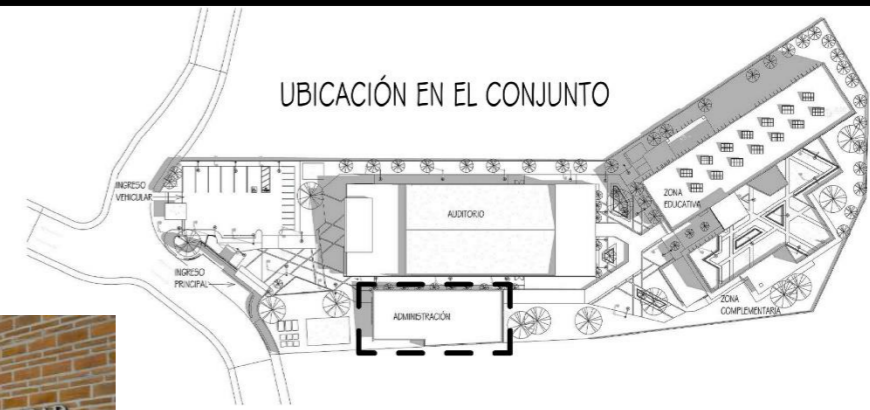 UBICACIÓN EN EL CONJUNTO
INGRESO
VEHICULAR
AUDITORIO
ZONA
EDUCATIVA
INGRESO
PRINCIPAL
ADMINISTRACIÓN
ZONA
COMPLEMENTARIA